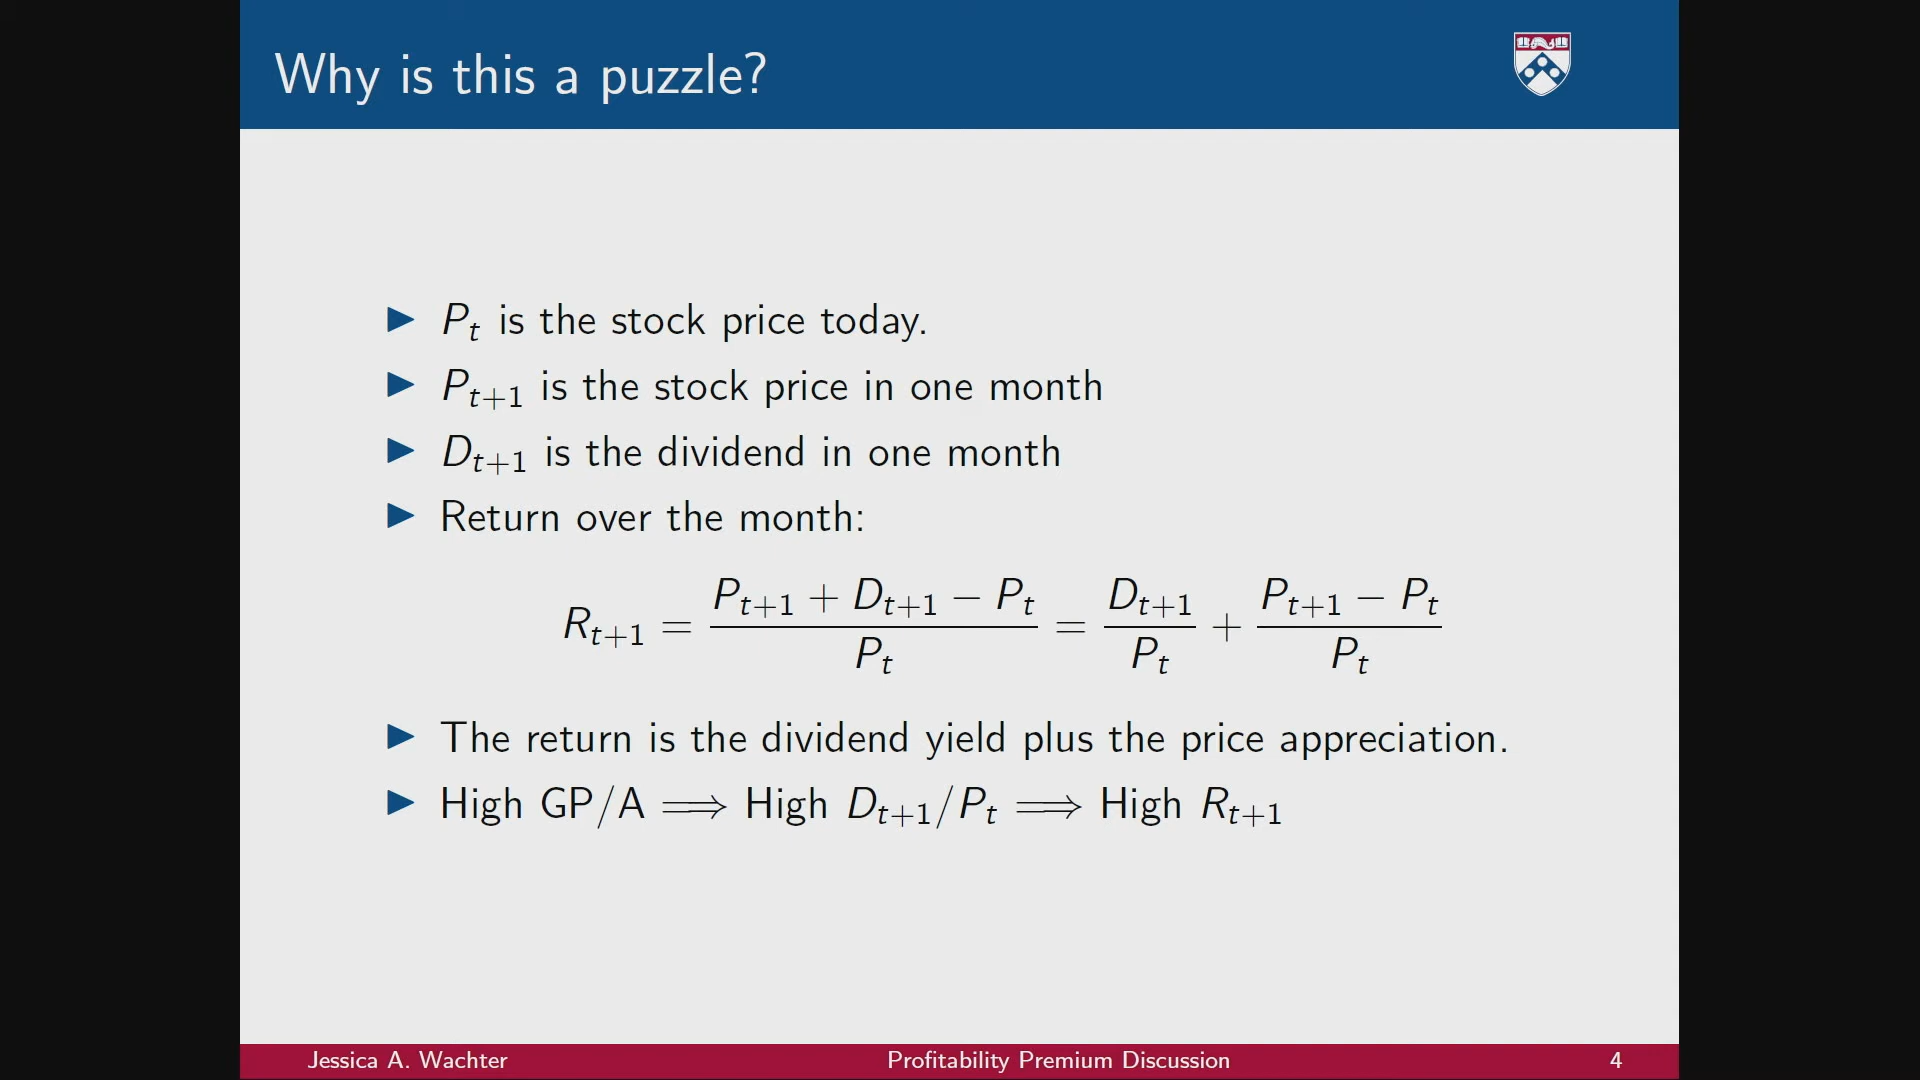 Why is this a puzzle?
▶ P_t is the stock price today.
▶ P_{t+1} is the stock price in one month
▶ D_{t+1} is the dividend in one month
▶ Return over the month:
R_{t+1} = \frac{P_{t+1} + D_{t+1} − P_t}{P_t} = \frac{D_{t+1}}{P_t} + \frac{P_{t+1} − P_t}{P_t}
▶ The return is the dividend yield plus the price appreciation.
▶ High GP/A ⟹ High D_{t+1}/P_t ⟹ High R_{t+1}
Jessica A. Wachter Profitability Premium Discussion 4